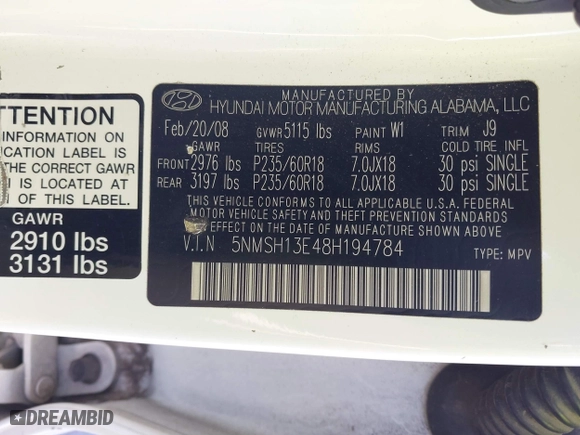 ATTENTION
INFORMATION ON
CATION LABEL IS
THE CORRECT GAWR
IS LOCATED AT
OF THIS LABEL.
GAWR
2910 lbs
3131 lbs
MANUFACTURED BY
HYUNDAI MOTOR MANUFACTURING ALABAMA, LLC
Feb/20/08 GVWR 5115 lbs PAINT W1 TRIM J9
GAWR TIRES RIMS COLD TIRE INFL
FRONT 2976 lbs P235/60R18 7.0JX18 30 psi SINGLE
REAR 3197 lbs P235/60R18 7.0JX18 30 psi SINGLE
THIS VEHICLE CONFORMS TO ALL APPLICABLE U.S.A. FEDERAL
MOTOR VEHICLE SAFETY, BUMPER, AND THEFT PREVENTION
STANDARDS IN EFFECT ON THE DATE OF MANUFACTURE SHOWN ABOVE.
V.I.N 5NMSH13E48H194784
TYPE: MPV
DREAMBID